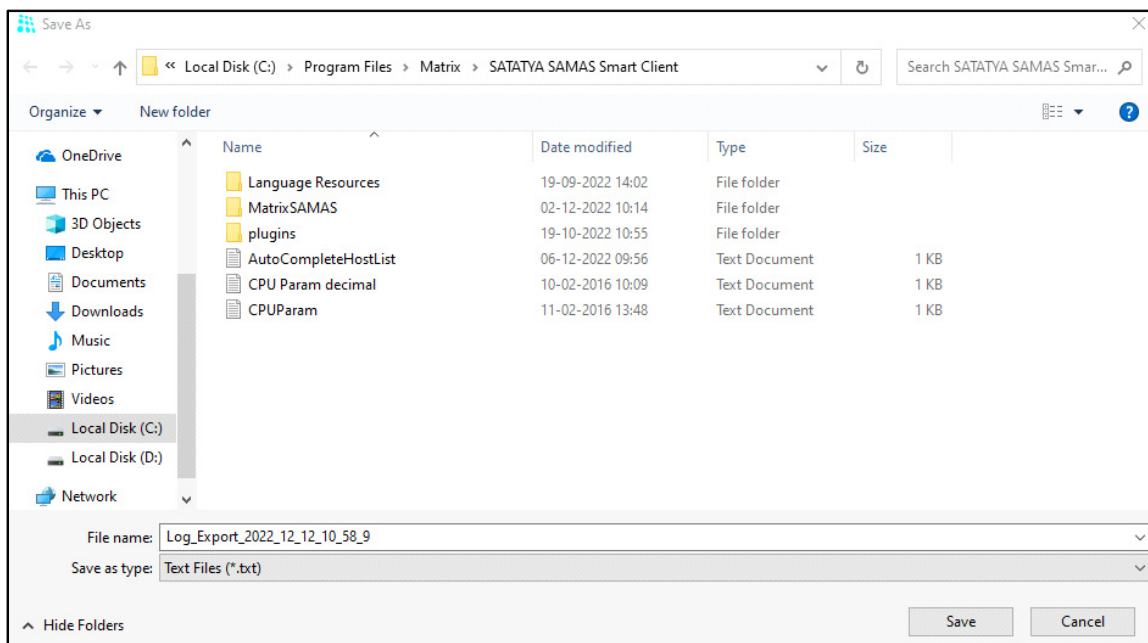 Save As
« Local Disk (C:) › Program Files › Matrix › SATATYA SAMAS Smart Client
Search SATATYA SAMAS Smar...
Organize New folder
Name Date modified Type Size
OneDrive
This PC
3D Objects
Desktop
Documents
Downloads
Music
Pictures
Videos
Local Disk (C:)
Local Disk (D:)
Network
Language Resources 19-09-2022 14:02 File folder
MatrixSAMAS 02-12-2022 10:14 File folder
plugins 19-10-2022 10:55 File folder
AutoCompleteHostList 06-12-2022 09:56 Text Document 1 KB
CPU Param decimal 10-02-2016 10:09 Text Document 1 KB
CPUParam 11-02-2016 13:48 Text Document 1 KB
File name: Log_Export_2022_12_12_10_58_9
Save as type: Text Files (*.txt)
Hide Folders
Save Cancel